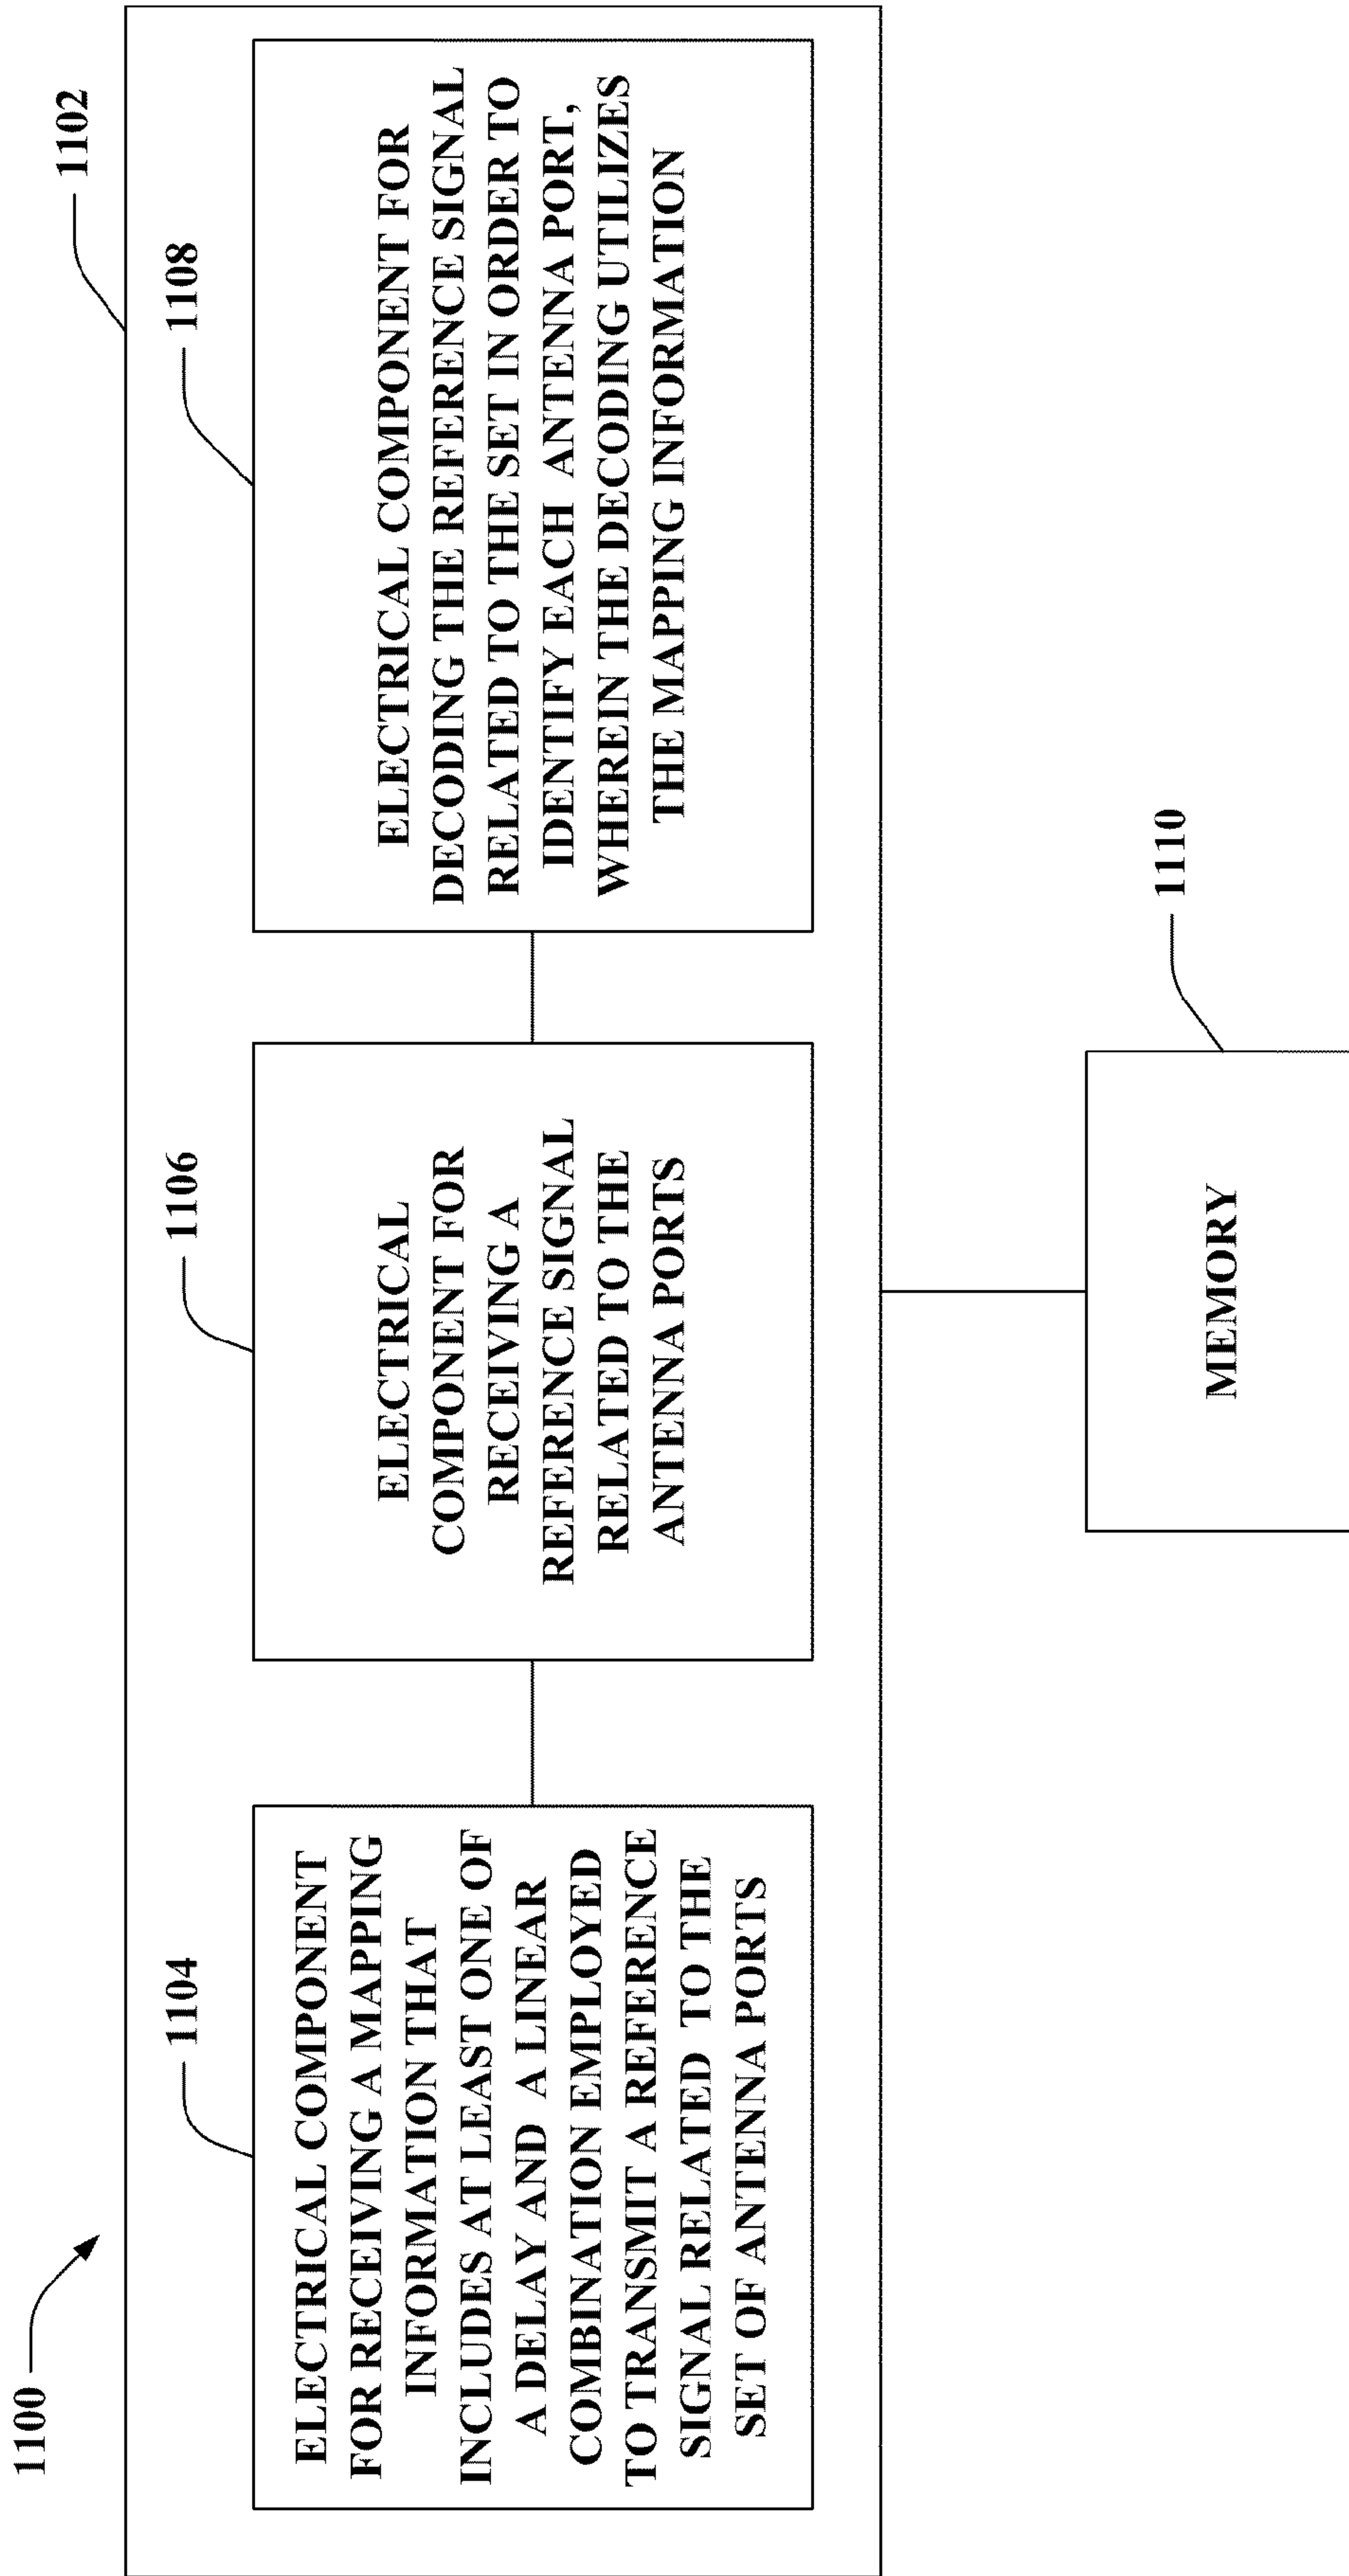 1100
1102
1104
ELECTRICAL COMPONENT
FOR RECEIVING A MAPPING
INFORMATION THAT
INCLUDES AT LEAST ONE OF
A DELAY AND A LINEAR
COMBINATION EMPLOYED
TO TRANSMIT A REFERENCE
SIGNAL RELATED TO THE
SET OF ANTENNA PORTS
1106
ELECTRICAL
COMPONENT FOR
RECEIVING A
REFERENCE SIGNAL
RELATED TO THE
ANTENNA PORTS
1108
ELECTRICAL COMPONENT FOR
DECODING THE REFERENCE SIGNAL
RELATED TO THE SET IN ORDER TO
IDENTIFY EACH ANTENNA PORT,
WHEREIN THE DECODING UTILIZES
THE MAPPING INFORMATION
1110
MEMORY